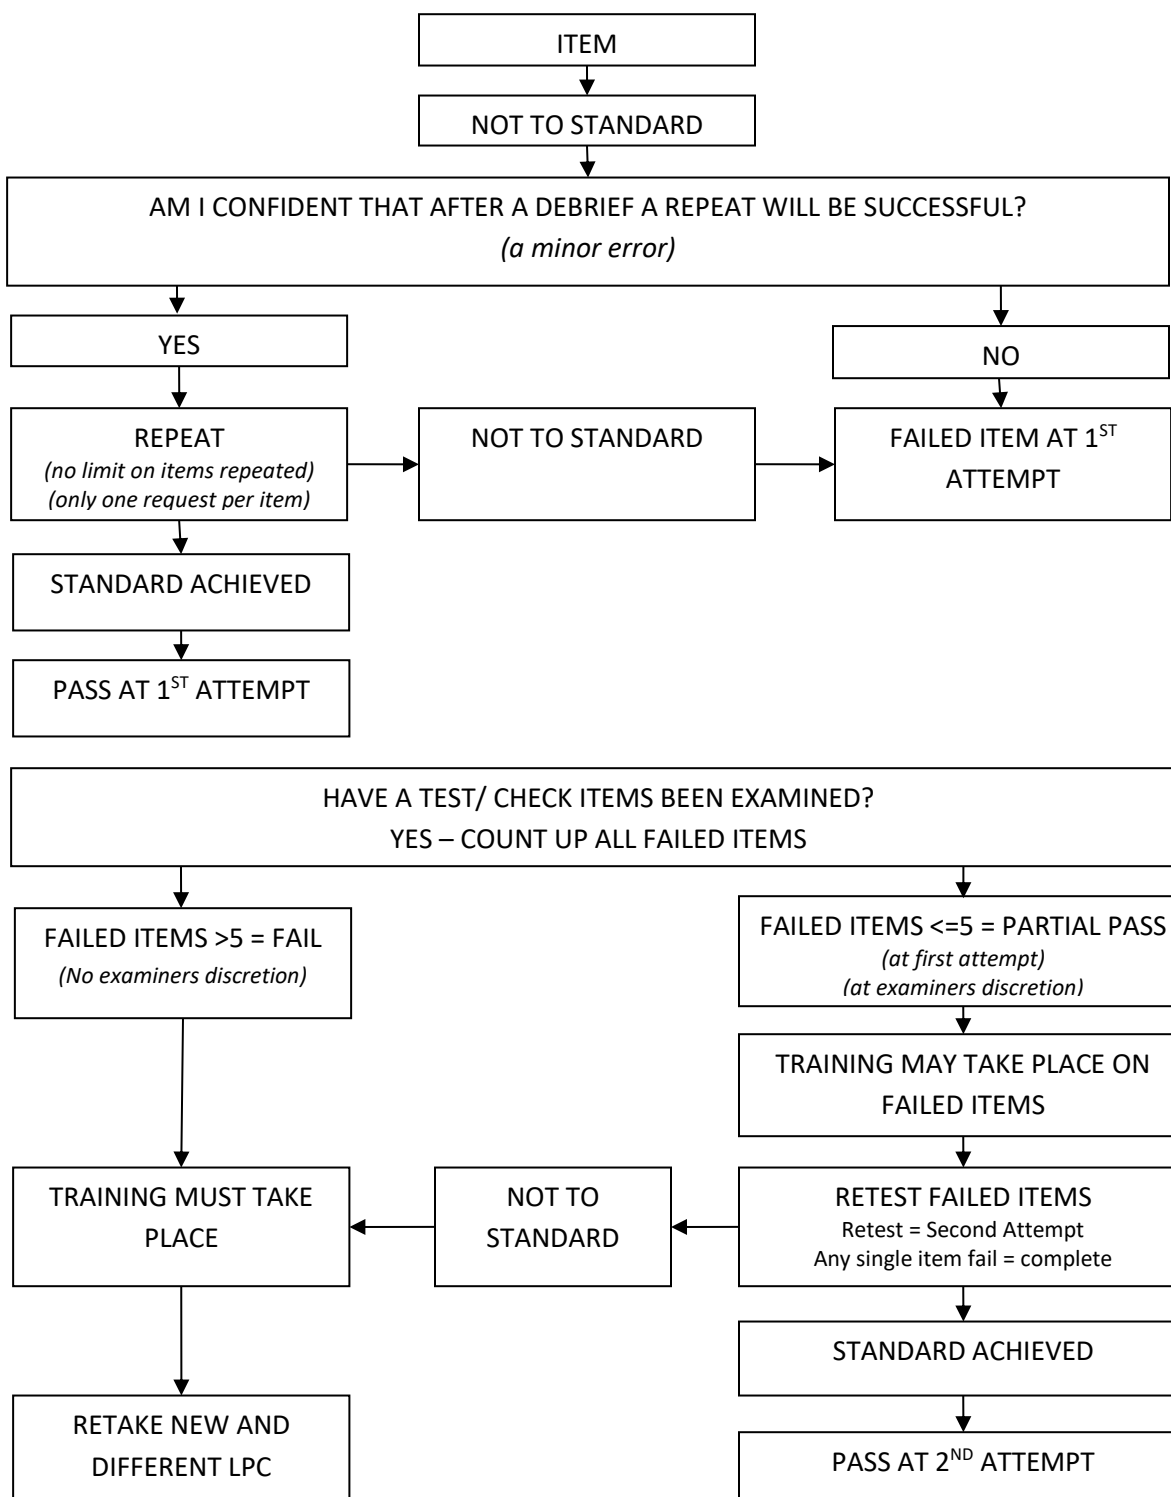 ITEM
NOT TO STANDARD
AM I CONFIDENT THAT AFTER A DEBRIEF A REPEAT WILL BE SUCCESSFUL?
(a minor error)
YES
NO
REPEAT
(no limit on items repeated)
(only one request per item)
NOT TO STANDARD
FAILED ITEM AT 1ST
ATTEMPT
STANDARD ACHIEVED
PASS AT 1ST ATTEMPT
HAVE A TEST/ CHECK ITEMS BEEN EXAMINED?
YES – COUNT UP ALL FAILED ITEMS
FAILED ITEMS >5 = FAIL
(No examiners discretion)
FAILED ITEMS <=5 = PARTIAL PASS
(at first attempt)
(at examiners discretion)
TRAINING MAY TAKE PLACE ON
FAILED ITEMS
TRAINING MUST TAKE
PLACE
NOT TO
STANDARD
RETEST FAILED ITEMS
Retest = Second Attempt
Any single item fail = complete
STANDARD ACHIEVED
RETAKE NEW AND
DIFFERENT LPC
PASS AT 2ND ATTEMPT